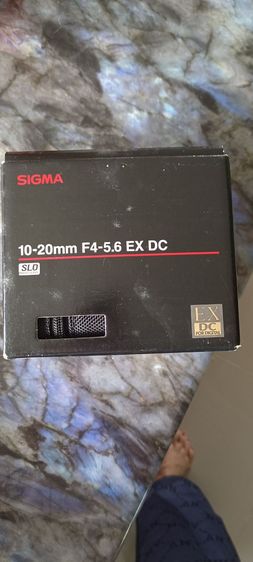 SIGMA
10-20mm F4-5.6 EX DC
SLD
EX
DC
FOR DIGITAL